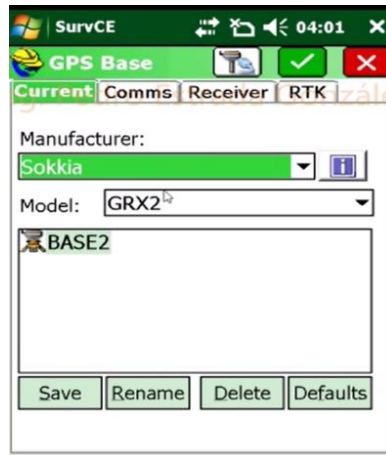 SurvCE 04:01
GPS Base
Current Comms Receiver RTK
Manufacturer:
Sokkia
Model: GRX2
BASE2
Save Rename Delete Defaults